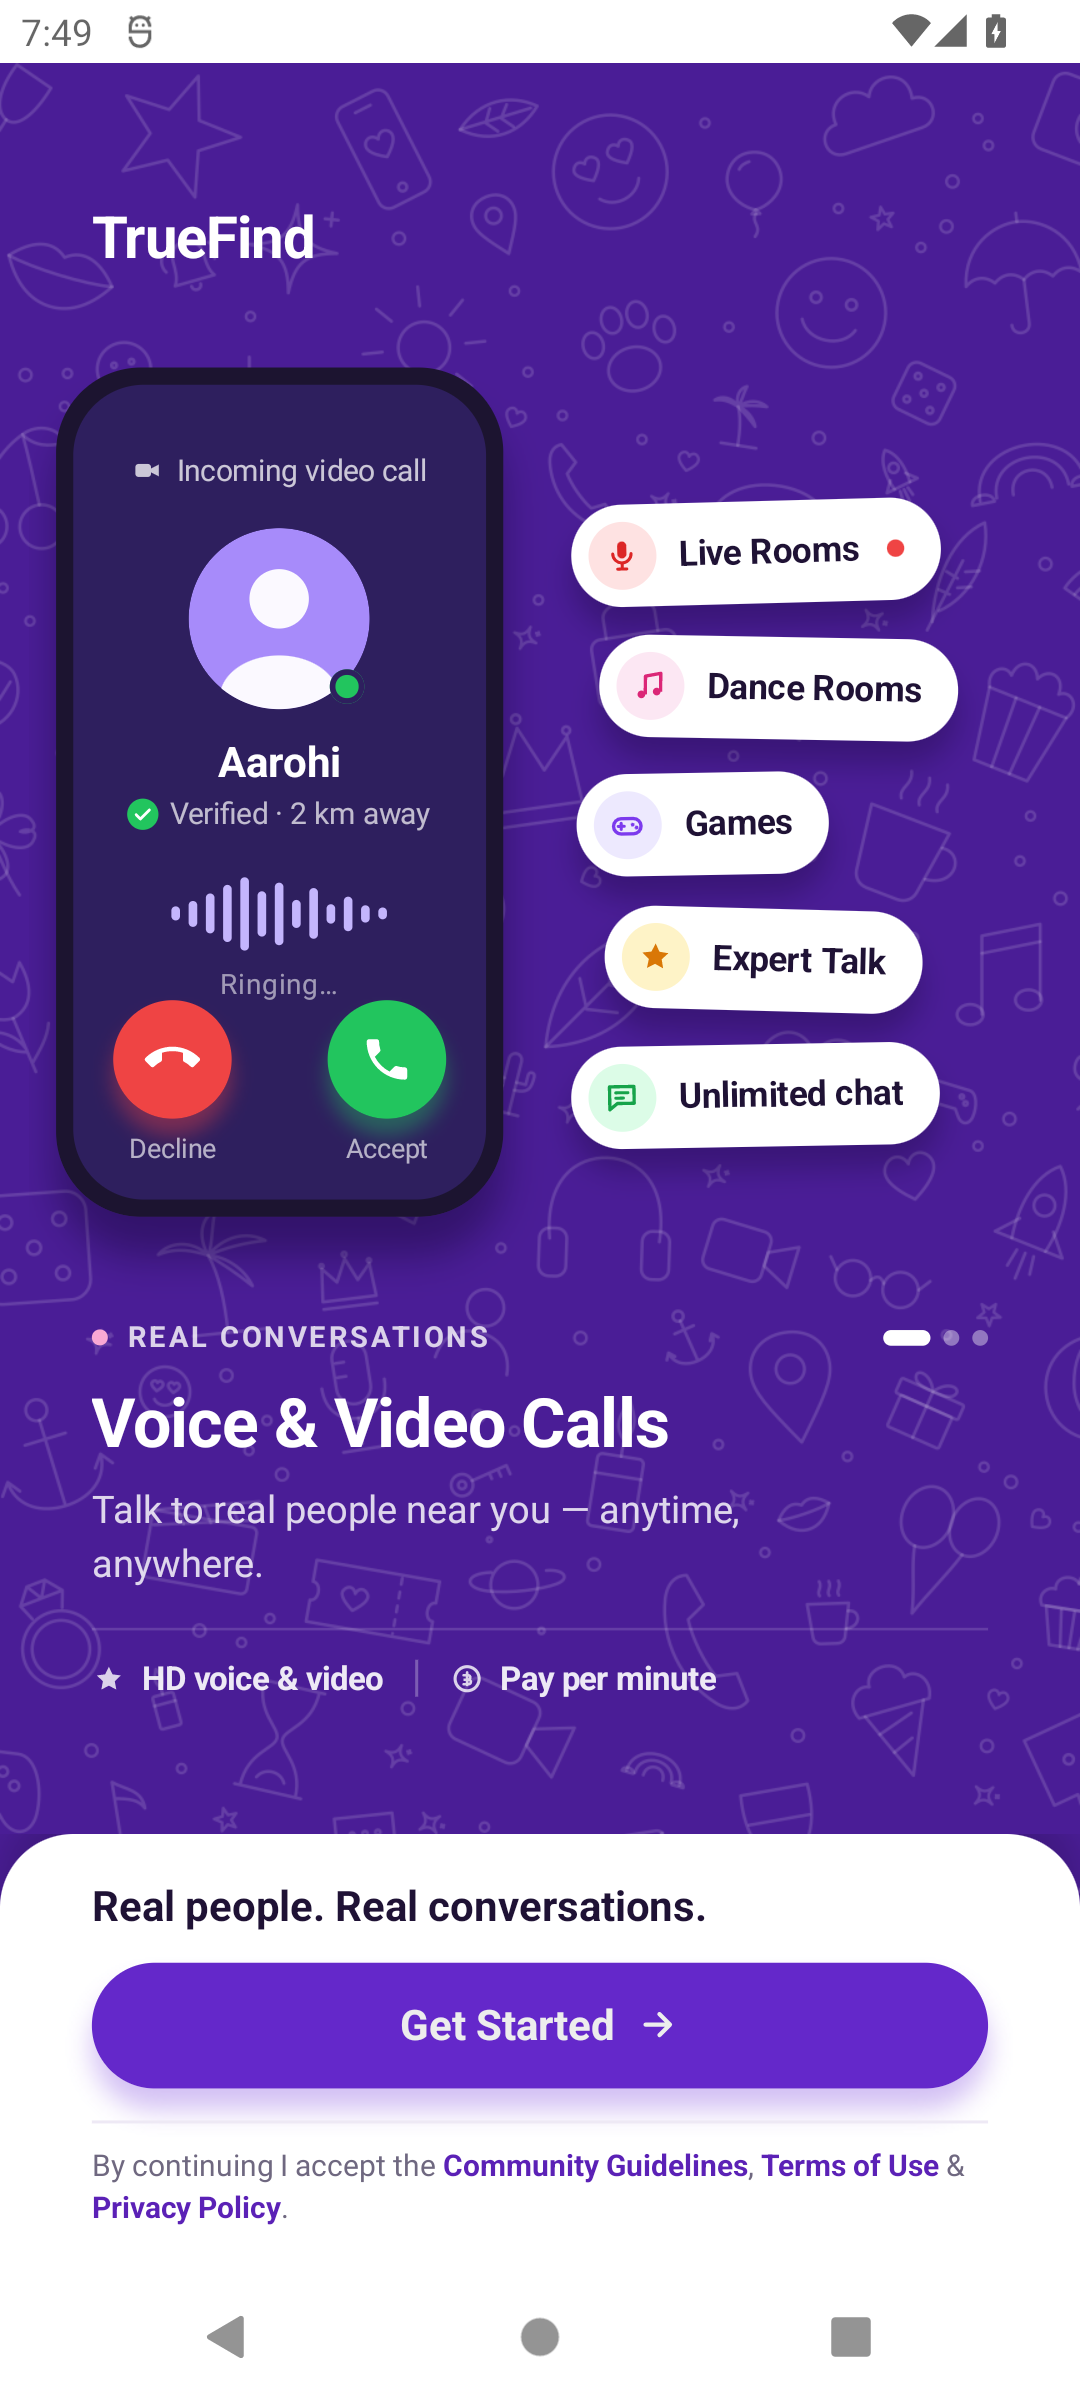 7:49
TrueFind
Incoming video call
Aarohi
Verified · 2 km away
Ringing...
Decline
Accept
Live Rooms
Dance Rooms
Games
Expert Talk
Unlimited chat
REAL CONVERSATIONS
Voice & Video Calls
Talk to real people near you — anytime,
anywhere.
HD voice & video
Pay per minute
Real people. Real conversations.
Get Started →
By continuing I accept the Community Guidelines, Terms of Use &
Privacy Policy.